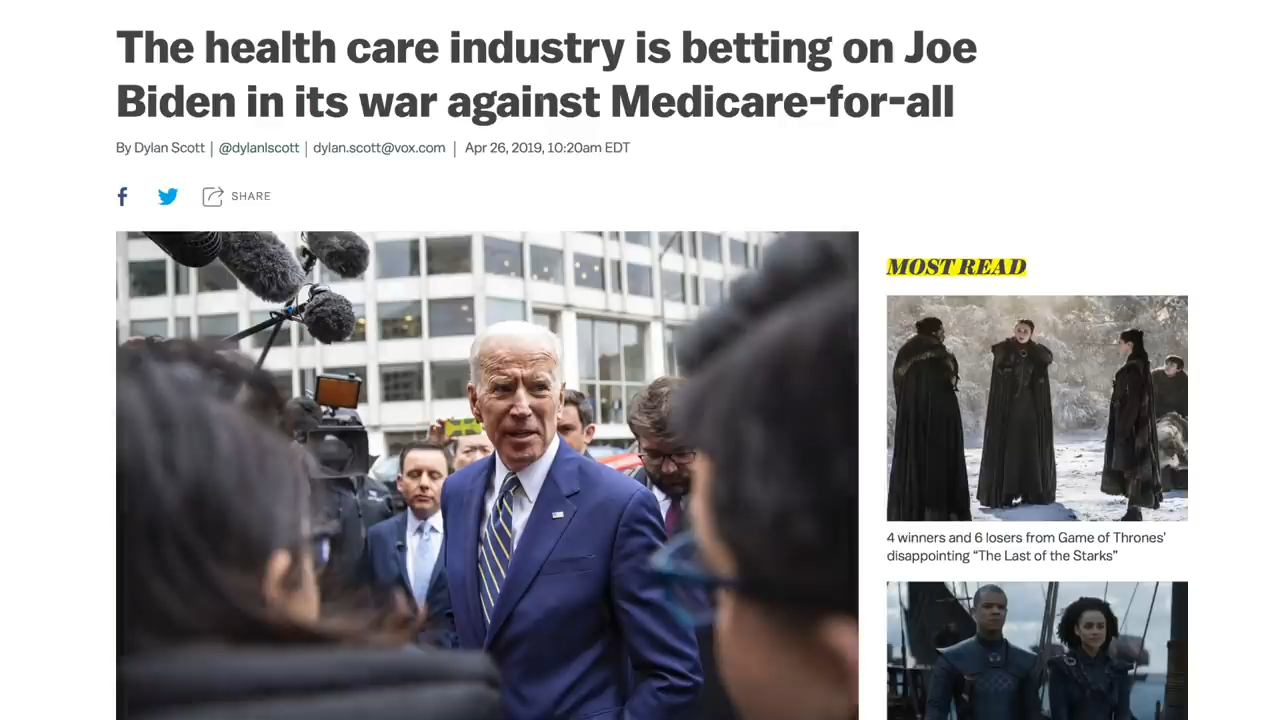 The health care industry is betting on Joe
Biden in its war against Medicare-for-all
By Dylan Scott | @dylanlscott | dylan.scott@vox.com | Apr 26, 2019, 10:20am EDT
SHARE
MOST READ
4 winners and 6 losers from Game of Thrones’
disappointing “The Last of the Starks”